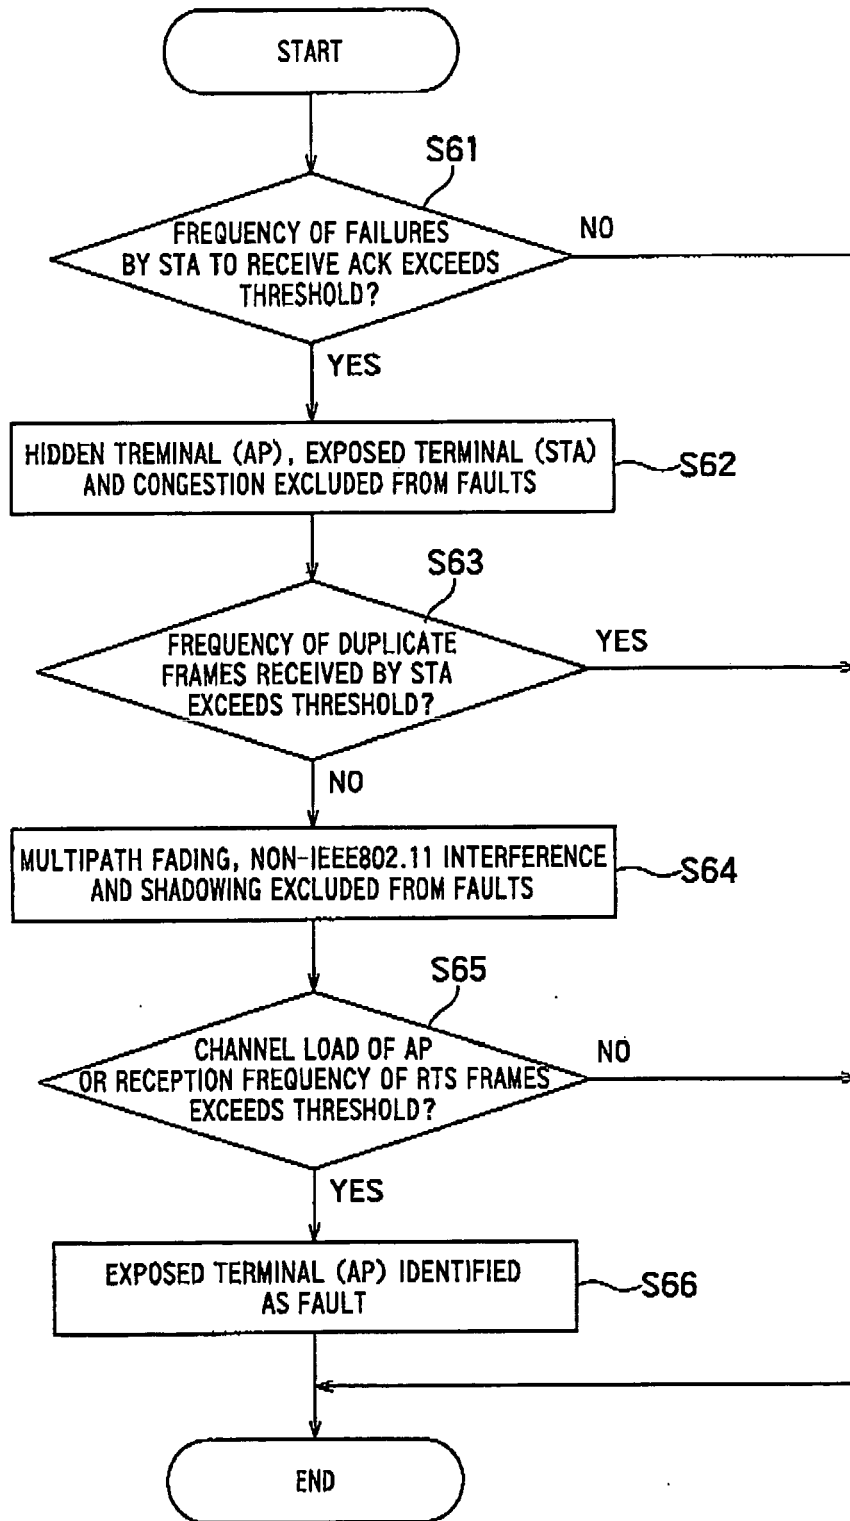 START
S61
FREQUENCY OF FAILURES
BY STA TO RECEIVE ACK EXCEEDS
THRESHOLD?
NO
YES
HIDDEN TREMINAL (AP), EXPOSED TERMINAL (STA)
AND CONGESTION EXCLUDED FROM FAULTS
S62
S63
FREQUENCY OF DUPLICATE
FRAMES RECEIVED BY STA
EXCEEDS THRESHOLD?
YES
NO
MULTIPATH FADING, NON-IEEE802.11 INTERFERENCE
AND SHADOWING EXCLUDED FROM FAULTS
S64
S65
CHANNEL LOAD OF AP
OR RECEPTION FREQUENCY OF RTS FRAMES
EXCEEDS THRESHOLD?
NO
YES
EXPOSED TERMINAL (AP) IDENTIFIED
AS FAULT
S66
END